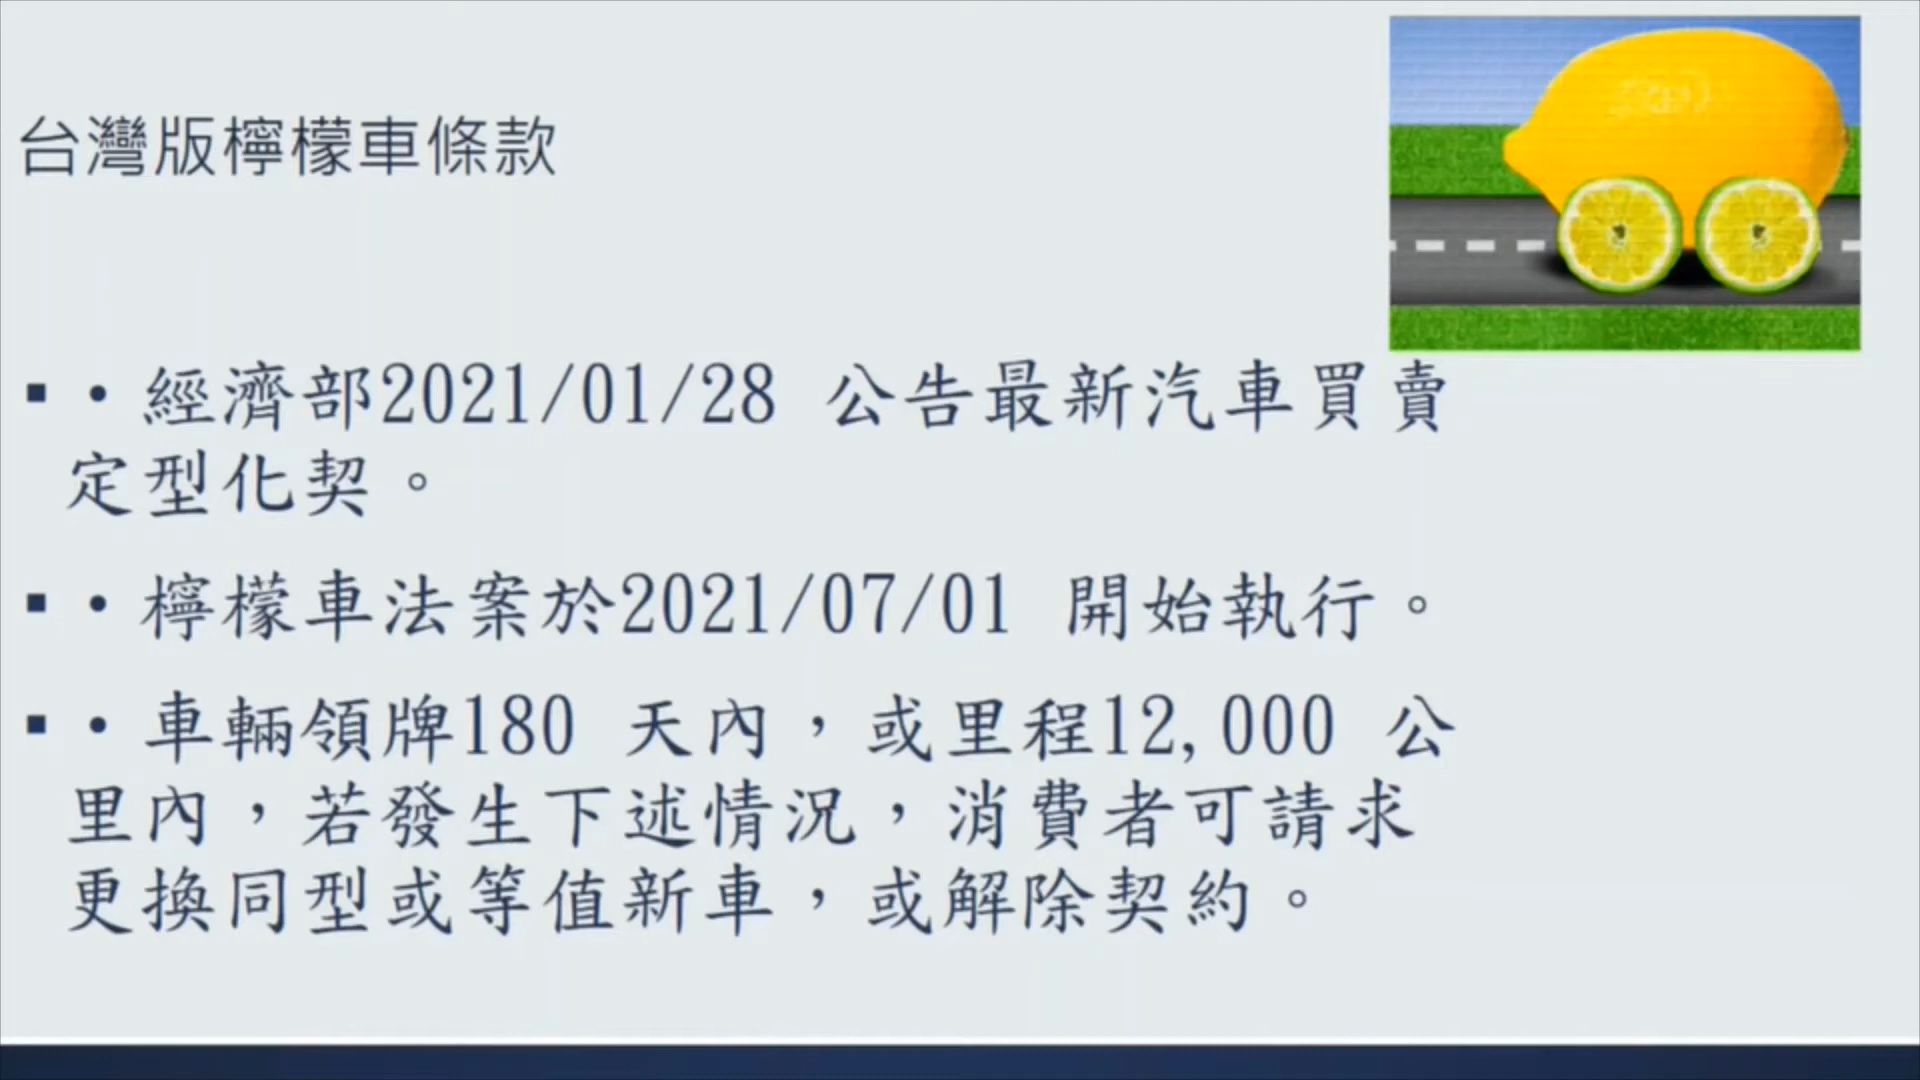 台灣版檸檬車條款
▪ • 經濟部2021/01/28 公告最新汽車買賣
定型化契。
▪ • 檸檬車法案於2021/07/01 開始執行。
▪ • 車輛領牌180 天內，或里程12,000 公
里內，若發生下述情況，消費者可請求
更換同型或等值新車，或解除契約。